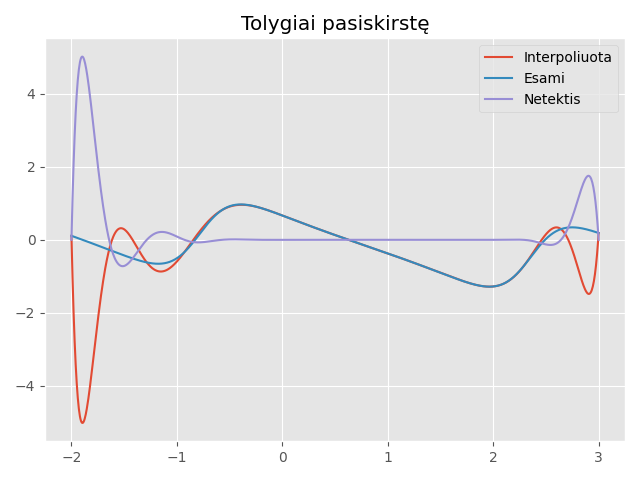 Tolygiai pasiskirstę
Interpoliuota
Esami
Netektis
4
2
0
−2
−4
−2
−1
0
1
2
3